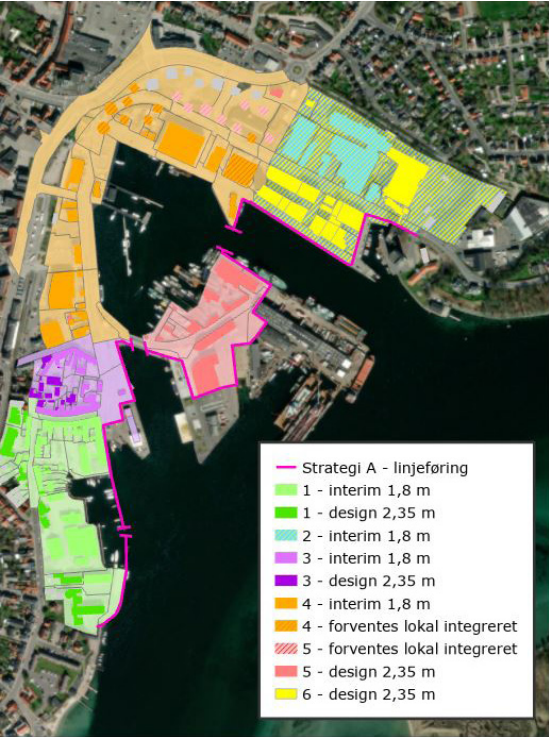 Strategi A - linjeføring
1 - interim 1,8 m
1 - design 2,35 m
2 - interim 1,8 m
3 - interim 1,8 m
3 - design 2,35 m
4 - interim 1,8 m
4 - forventes lokal integreret
5 - forventes lokal integreret
5 - design 2,35 m
6 - design 2,35 m